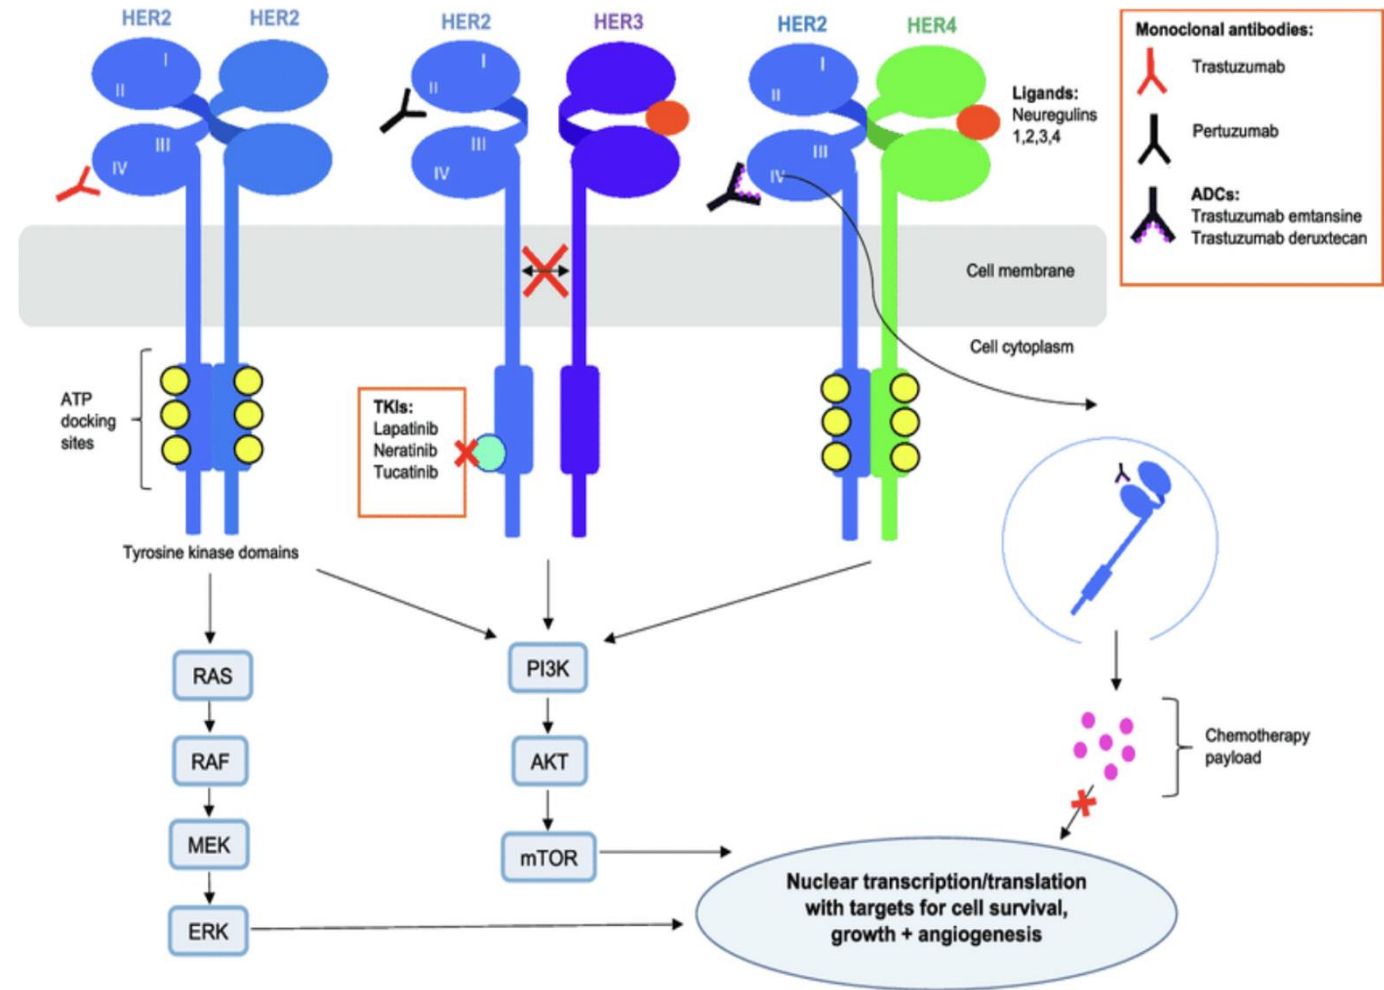 HER2
HER2
HER2
HER3
HER2
HER4
I
II
III
IV
I
II
III
IV
I
II
III
IV
Ligands:
Neuregulins
1,2,3,4
Monoclonal antibodies:
Trastuzumab
Pertuzumab
ADCs:
Trastuzumab emtansine
Trastuzumab deruxtecan
Cell membrane
Cell cytoplasm
ATP
docking
sites
TKIs:
Lapatinib
Neratinib
Tucatinib
Tyrosine kinase domains
RAS
RAF
MEK
ERK
PI3K
AKT
mTOR
Chemotherapy
payload
Nuclear transcription/translation
with targets for cell survival,
growth + angiogenesis